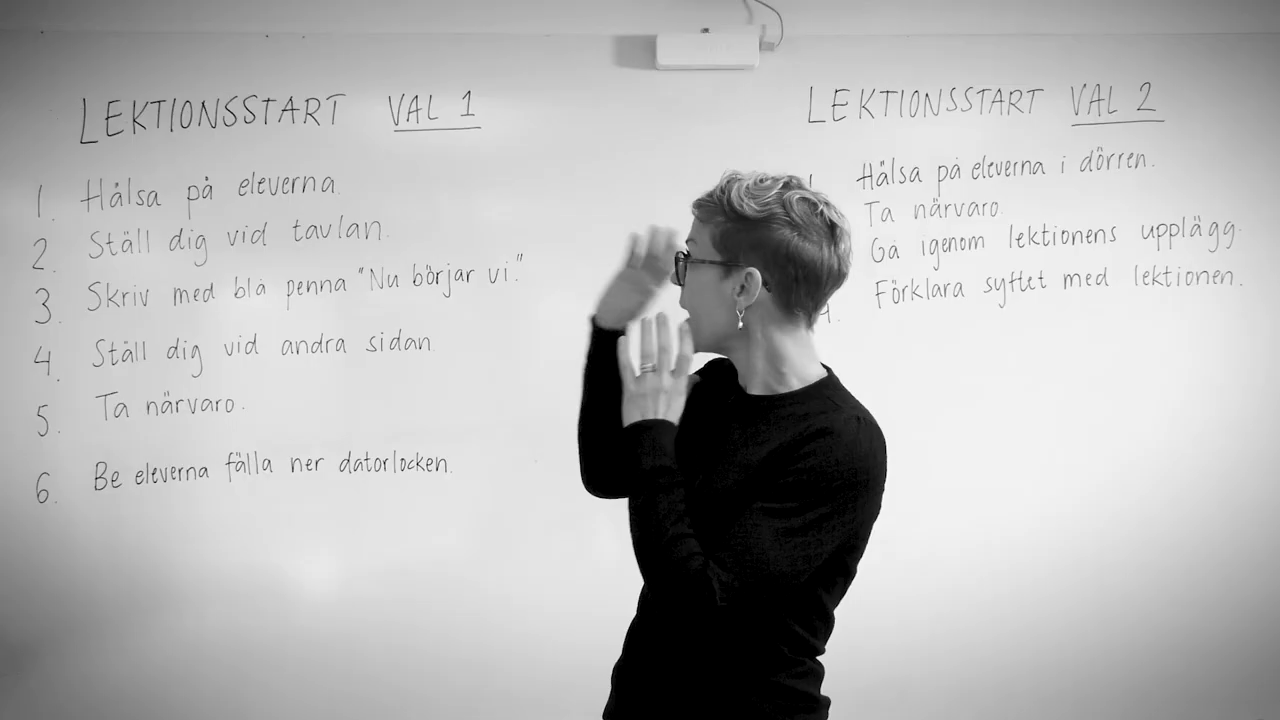 LEKTIONSSTART VAL 1
1. Hälsa på eleverna.
2. Ställ dig vid tavlan.
3. Skriv med blå penna "Nu börjar vi."
4. Ställ dig vid andra sidan.
5. Ta närvaro.
6. Be eleverna fälla ner datorlocken.
LEKTIONSSTART VAL 2
Hälsa på eleverna i dörren.
Ta närvaro.
Gå igenom lektionens upplägg.
4. Förklara syftet med lektionen.